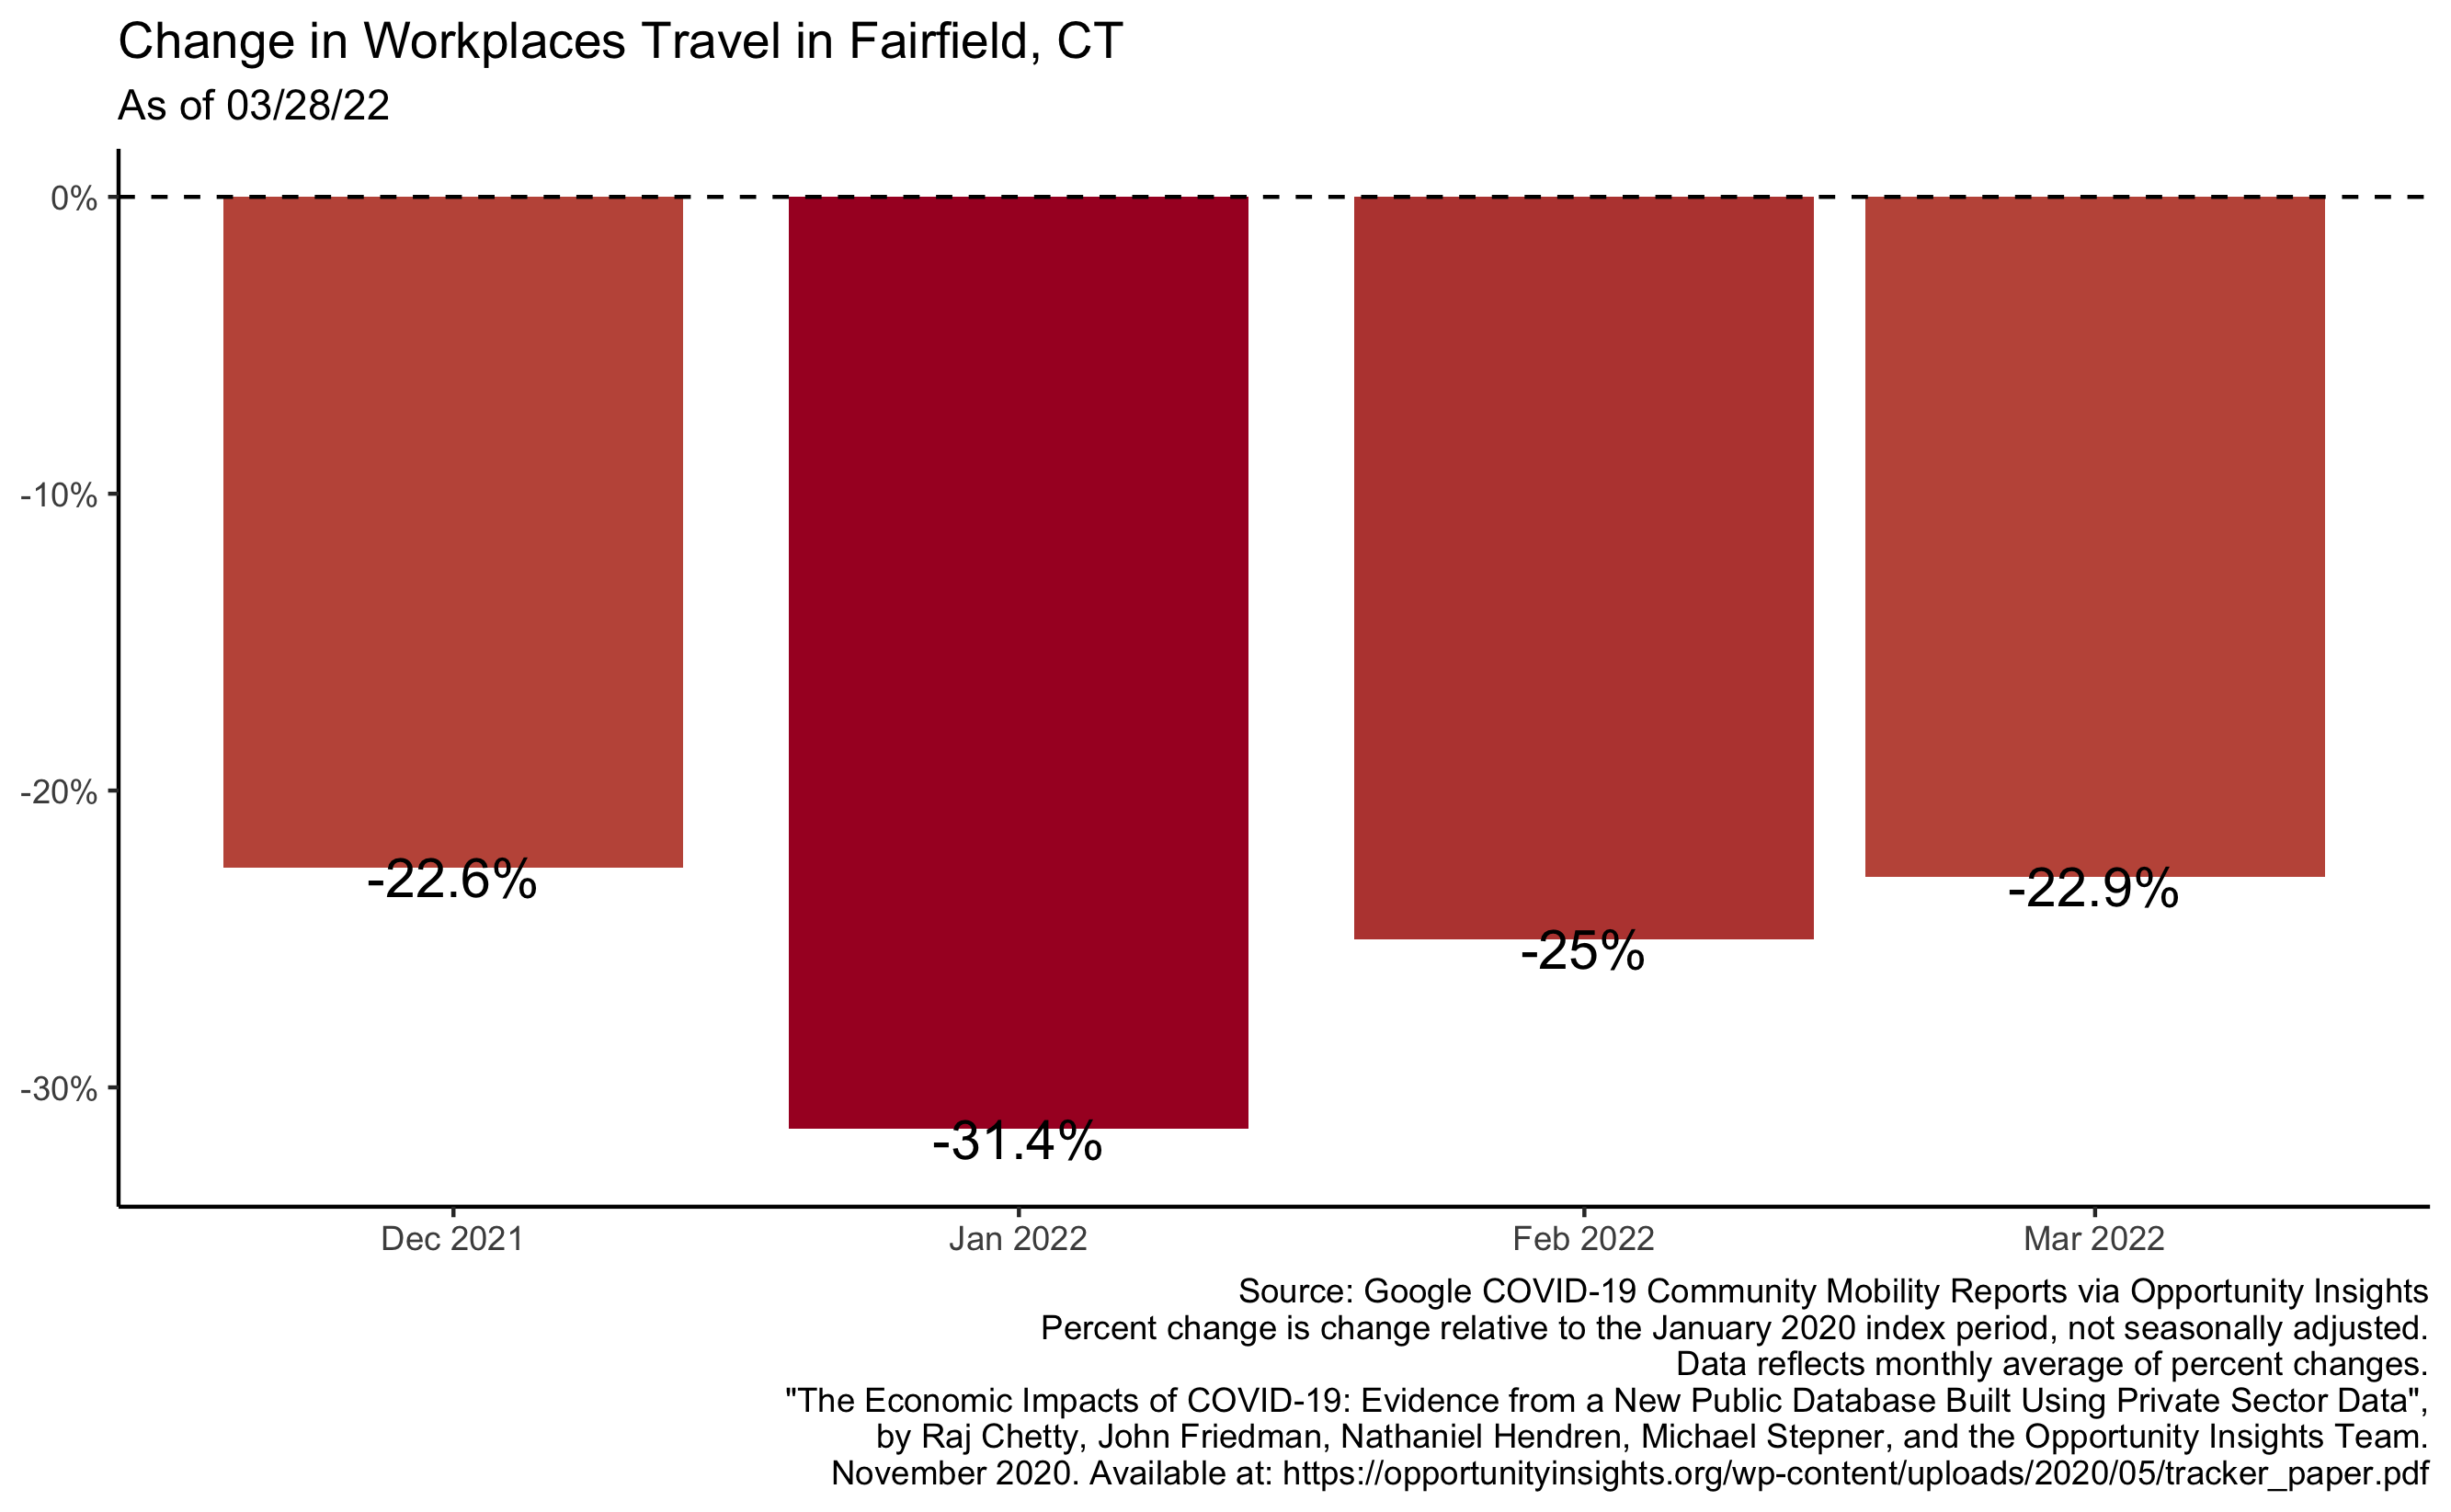 Change in Workplaces Travel in Fairfield, CT
As of 03/28/22
0%
-10%
-20%
-30%
-22.6%
-31.4%
-25%
-22.9%
Dec 2021
Jan 2022
Feb 2022
Mar 2022
Source: Google COVID-19 Community Mobility Reports via Opportunity Insights
Percent change is change relative to the January 2020 index period, not seasonally adjusted.
Data reflects monthly average of percent changes.
"The Economic Impacts of COVID-19: Evidence from a New Public Database Built Using Private Sector Data",
by Raj Chetty, John Friedman, Nathaniel Hendren, Michael Stepner, and the Opportunity Insights Team.
November 2020. Available at: https://opportunityinsights.org/wp-content/uploads/2020/05/tracker_paper.pdf